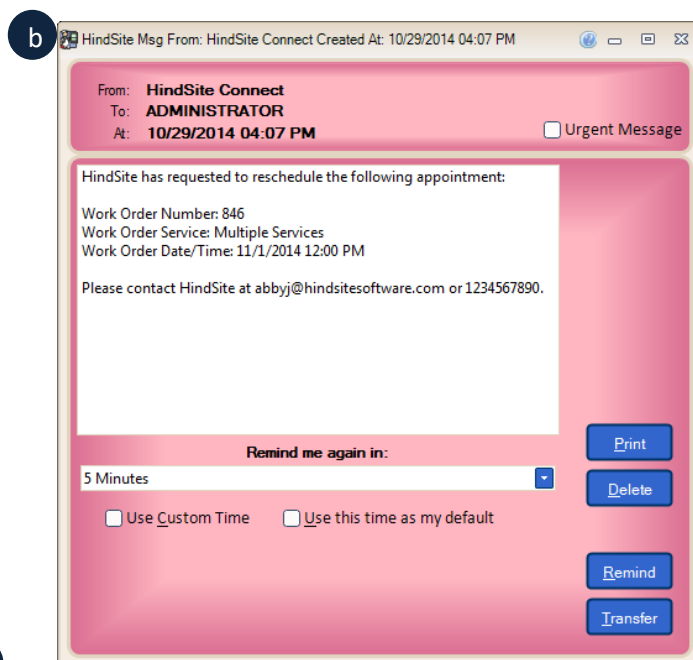 b
HindSite Msg From: HindSite Connect Created At: 10/29/2014 04:07 PM
From: HindSite Connect
To: ADMINISTRATOR
At: 10/29/2014 04:07 PM
Urgent Message
HindSite has requested to reschedule the following appointment:
Work Order Number: 846
Work Order Service: Multiple Services
Work Order Date/Time: 11/1/2014 12:00 PM
Please contact HindSite at abbyj@hindsitesoftware.com or 1234567890.
Remind me again in:
5 Minutes
Use Custom Time
Use this time as my default
Print
Delete
Remind
Transfer